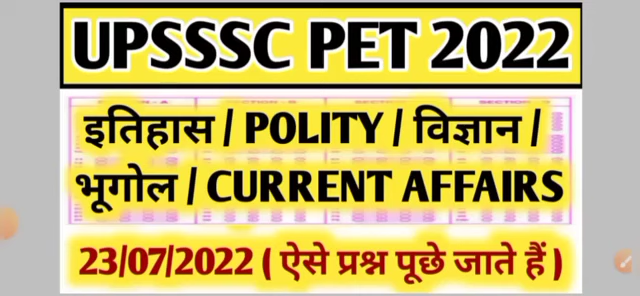 UPSSSC PET 2022
इतिहास / POLITY / विज्ञान /
भूगोल / CURRENT AFFAIRS
23/07/2022 ( ऐसे प्रश्न पूछे जाते हैं )